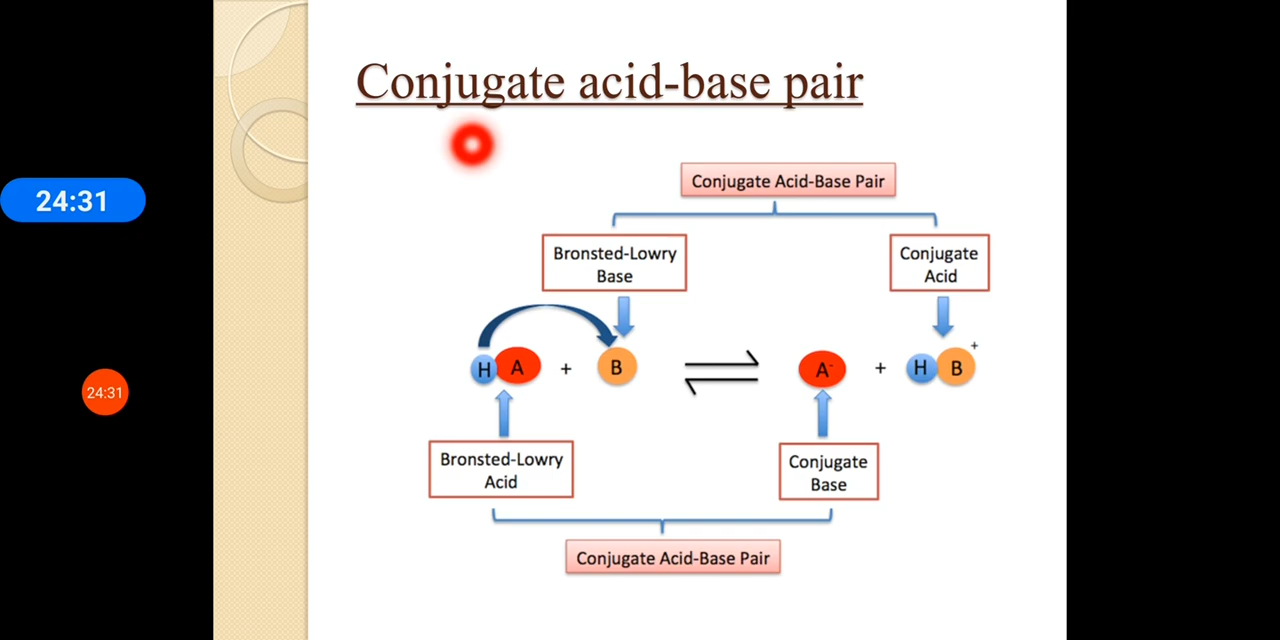 Conjugate acid-base pair
24:31
Conjugate Acid-Base Pair
Bronsted-Lowry
Base
Conjugate
Acid
H A + B A- + H B +
24:31
Bronsted-Lowry
Acid
Conjugate
Base
Conjugate Acid-Base Pair